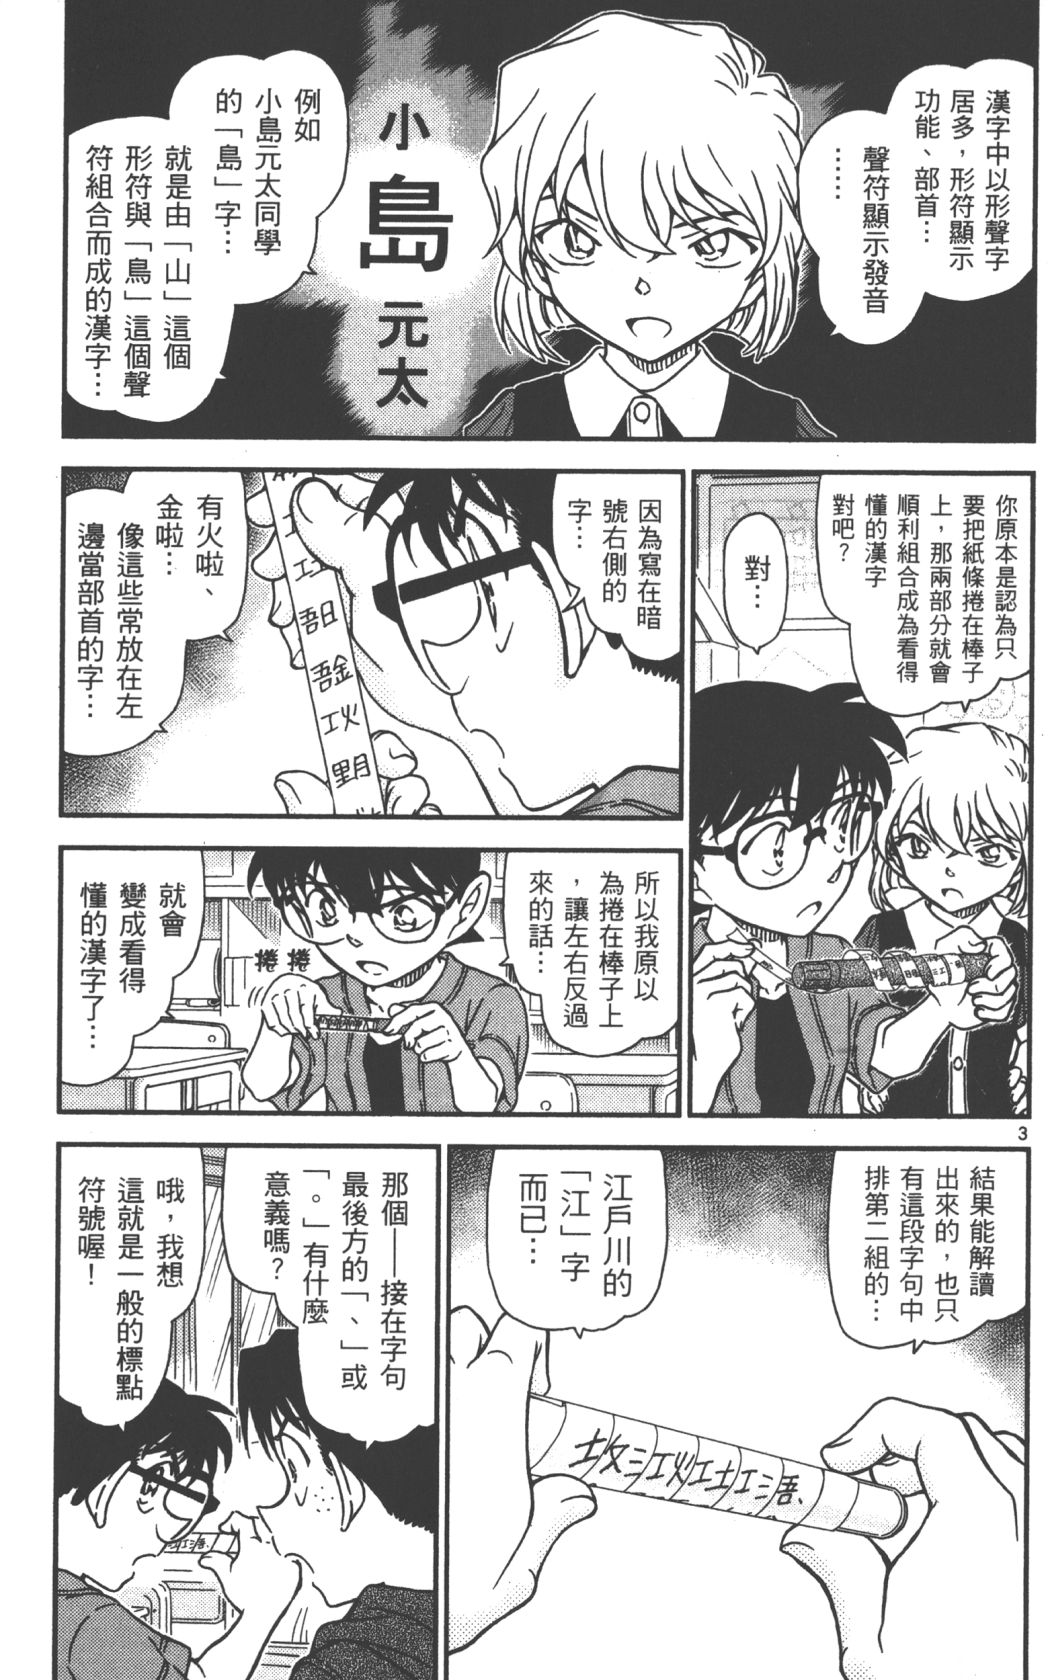 漢字中以形聲字
居多，形符顯示
功能、部首…
聲符顯示發音
……
小島元太
例如
小島元太同學
的「島」字…
就是由「山」這個
形符與「鳥」這個聲
符組合而成的漢字…
你原本是認為只
要把紙條捲在棒子
上，那兩部分就會
順利組合成為看得
懂的漢字
對吧？
對…
因為寫在暗
號右側的
字…
有火啦、
金啦…
像這些常放在左
邊當部首的字…
所以我原以
為捲在棒子上
，讓左右反過
來的話…
捲捲
就會
變成看得
懂的漢字了…
3
結果能解讀
出來的，也只
有這段字句中
排第二組的…
江戶川的
「江」字
而已…
那個──接在字句
最後方的「、」或
「。」有什麼
意義嗎？
哦，我想
這就是一般的標點
符號喔！